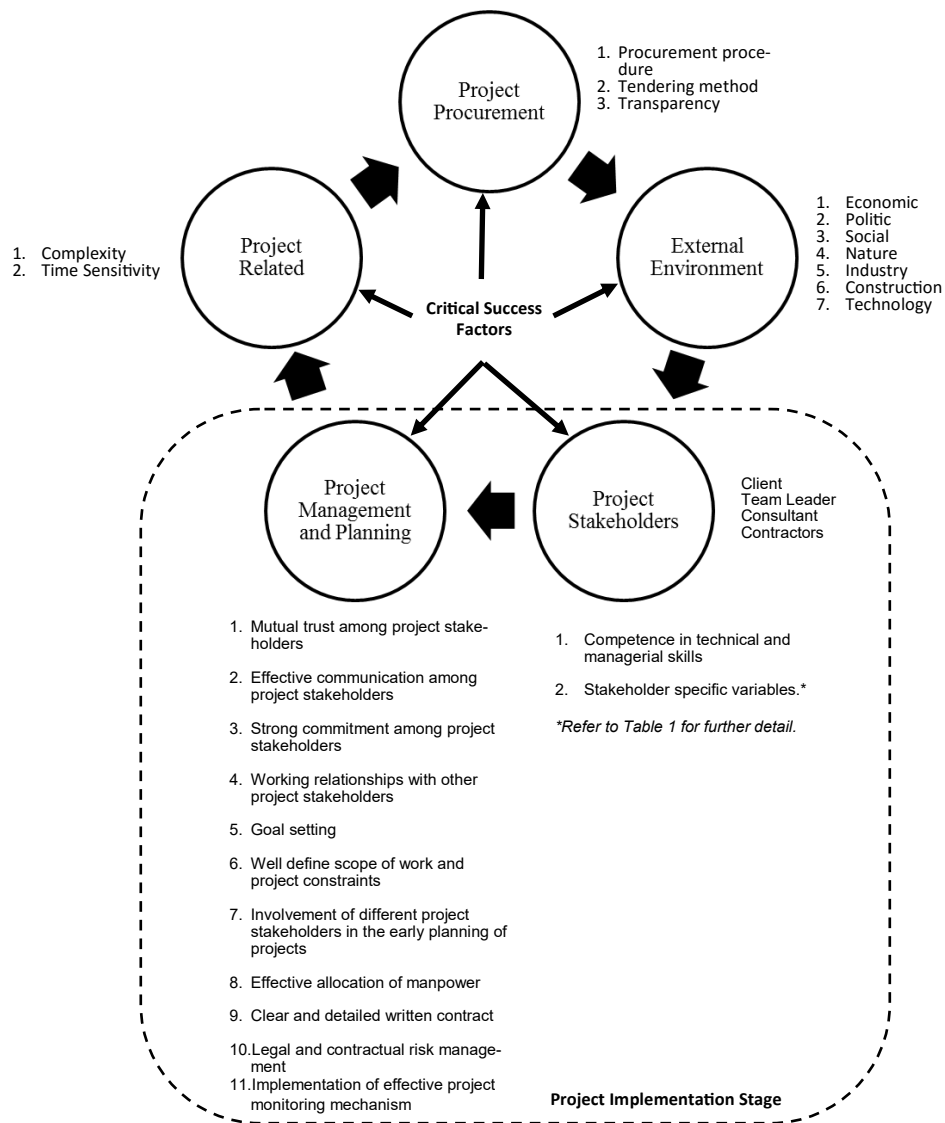 Project
Procurement
1. Procurement proce-
dure
2. Tendering method
3. Transparency
Project
Related
1. Complexity
2. Time Sensitivity
External
Environment
1. Economic
2. Politic
3. Social
4. Nature
5. Industry
6. Construction
7. Technology
Critical Success
Factors
Project
Management
and Planning
Project
Stakeholders
Client
Team Leader
Consultant
Contractors
1. Mutual trust among project stake-
holders
2. Effective communication among
project stakeholders
3. Strong commitment among project
stakeholders
4. Working relationships with other
project stakeholders
5. Goal setting
6. Well define scope of work and
project constraints
7. Involvement of different project
stakeholders in the early planning of
projects
8. Effective allocation of manpower
9. Clear and detailed written contract
10.Legal and contractual risk manage-
ment
11.Implementation of effective project
monitoring mechanism
1. Competence in technical and
managerial skills
2. Stakeholder specific variables.*
*Refer to Table 1 for further detail.
Project Implementation Stage